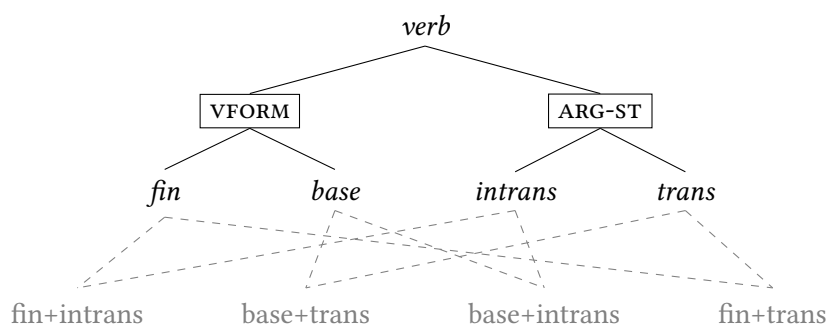 verb
VFORM ARG-ST
fin base intrans trans
fin+intrans base+trans base+intrans fin+trans